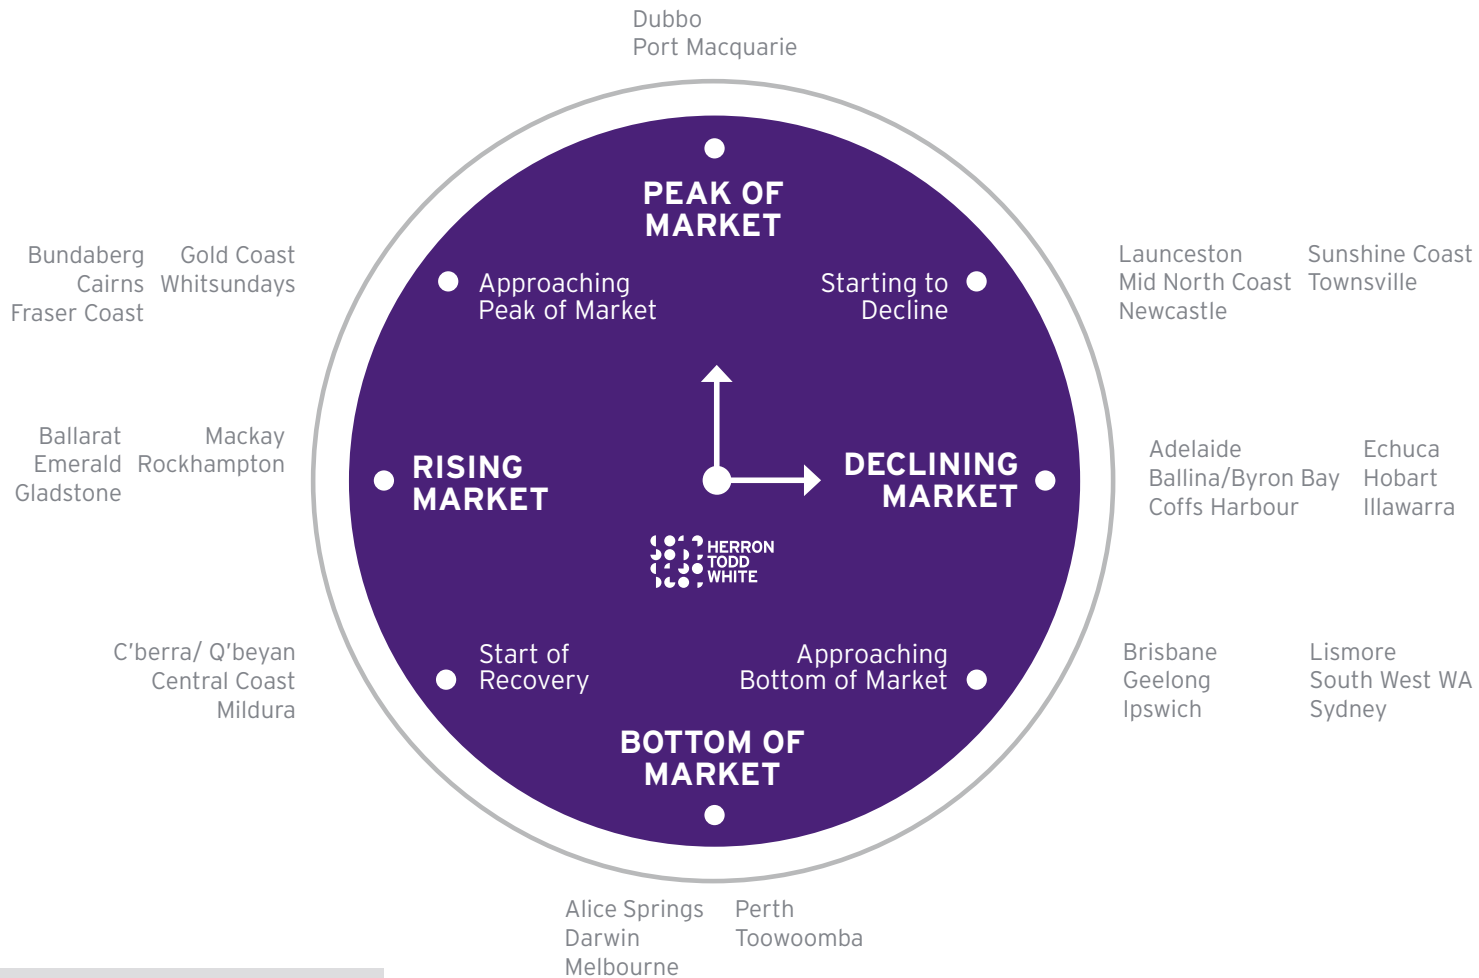 Dubbo
Port Macquarie
PEAK OF
MARKET
Bundaberg Gold Coast
Cairns Whitsundays
Fraser Coast
Approaching
Peak of Market
Starting to
Decline
Launceston Sunshine Coast
Mid North Coast Townsville
Newcastle
Ballarat Mackay
Emerald Rockhampton
Gladstone
RISING
MARKET
DECLINING
MARKET
Adelaide Echuca
Ballina/Byron Bay Hobart
Coffs Harbour Illawarra
HERRON
TODD
WHITE
C'berra/ Q'beyan
Central Coast
Mildura
Start of
Recovery
Approaching
Bottom of Market
Brisbane Lismore
Geelong South West WA
Ipswich Sydney
BOTTOM OF
MARKET
Alice Springs Perth
Darwin Toowoomba
Melbourne